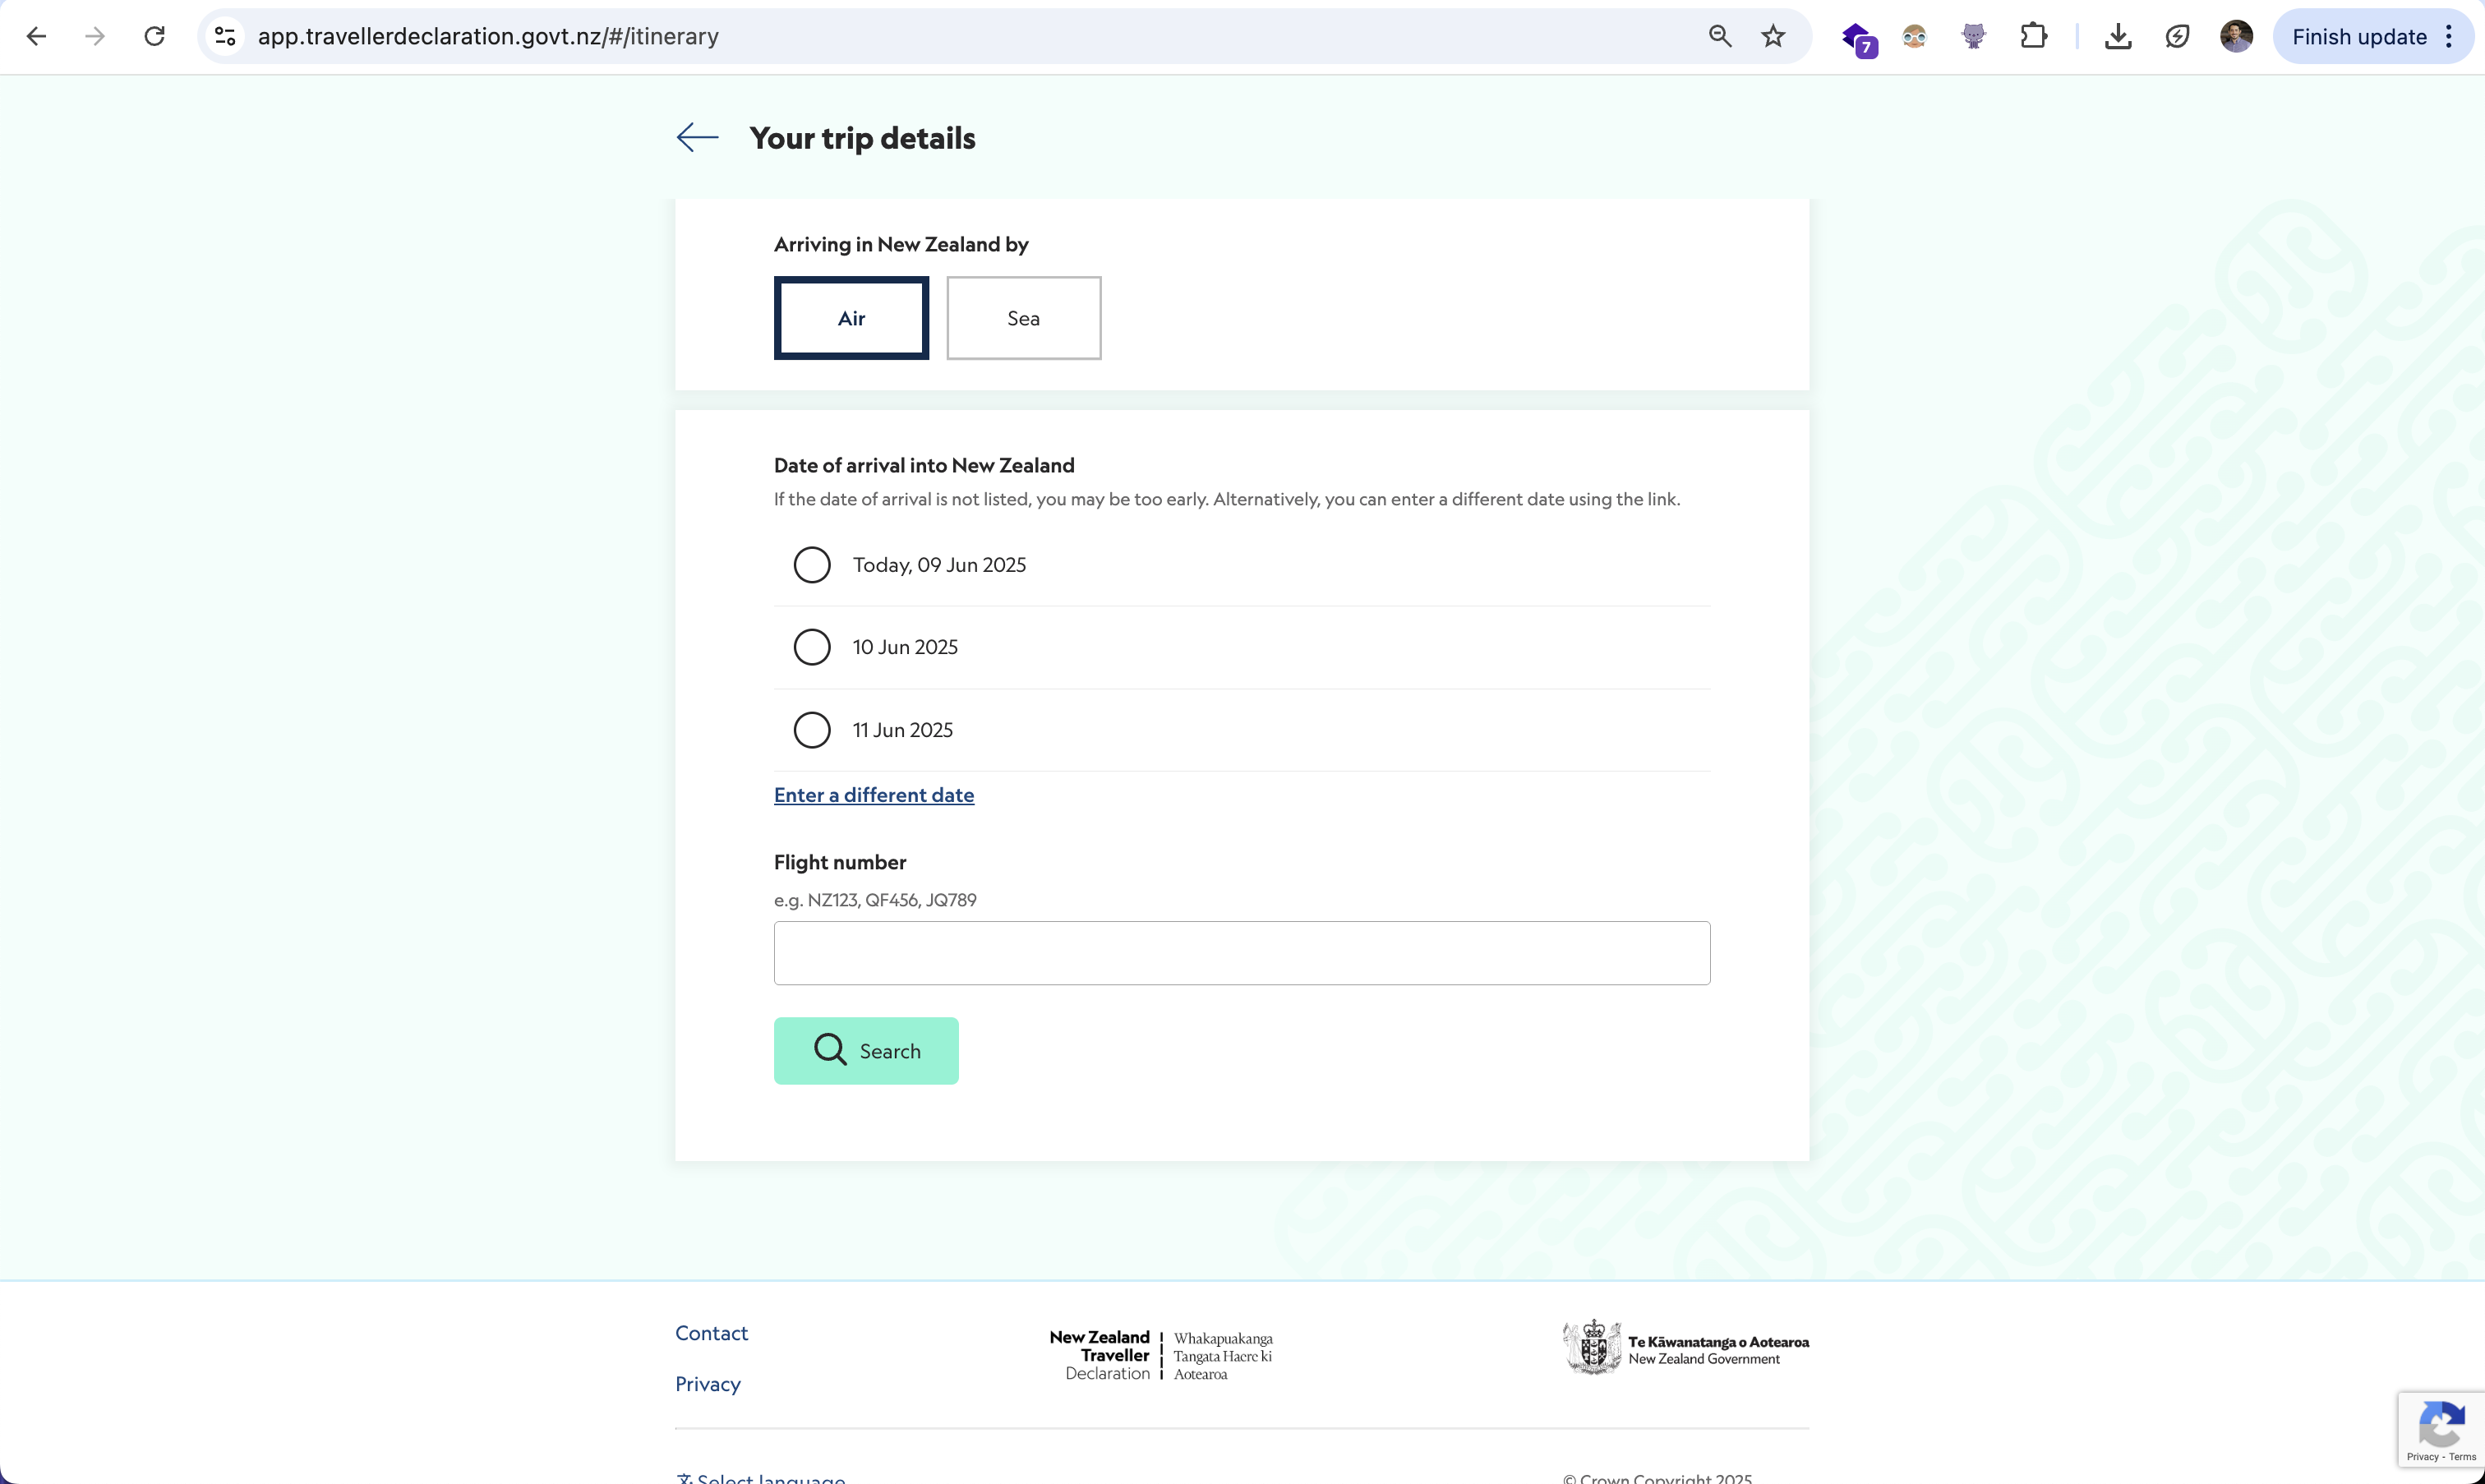 app.travellerdeclaration.govt.nz/#/itinerary
7
Finish update
Your trip details
Arriving in New Zealand by
Air
Sea
Date of arrival into New Zealand
If the date of arrival is not listed, you may be too early. Alternatively, you can enter a different date using the link.
Today, 09 Jun 2025
10 Jun 2025
11 Jun 2025
Enter a different date
Flight number
e.g. NZ123, QF456, JQ789
Search
Contact
Privacy
New Zealand
Traveller
Declaration
Whakapuakanga
Tangata Haere ki
Aotearoa
Te Kāwanatanga o Aotearoa
New Zealand Government
Privacy - Terms
Select language
© Crown Copyright 2025